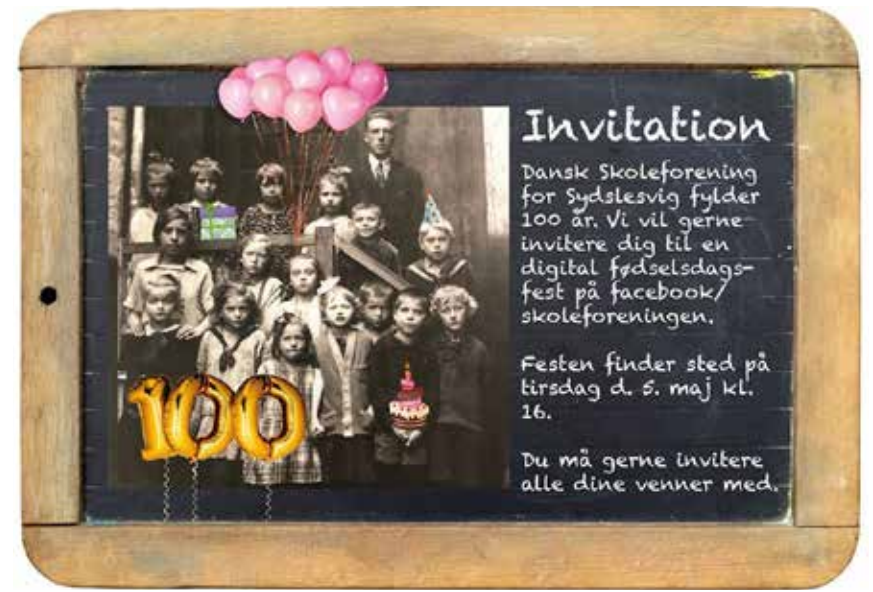 Invitation
Dansk Skoleforening
for Sydslesvig fylder
100 år. Vi vil gerne
invitere dig til en
digital fødselsdags-
fest på facebook/
skoleforeningen.
Festen finder sted på
tirsdag d. 5. maj kl.
16.
Du må gerne invitere
alle dine venner med.
100